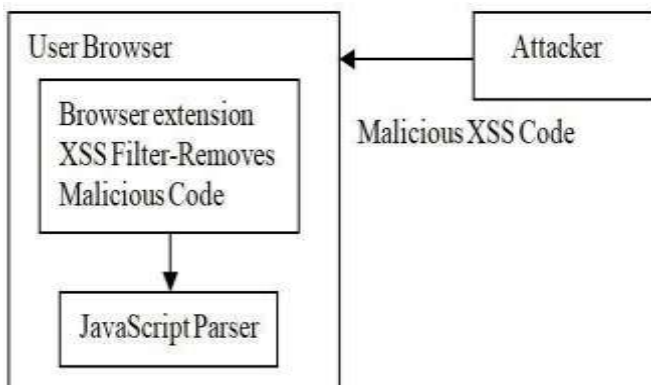 User Browser
Attacker
Browser extension
XSS Filter-Removes
Malicious Code
Malicious XSS Code
JavaScript Parser